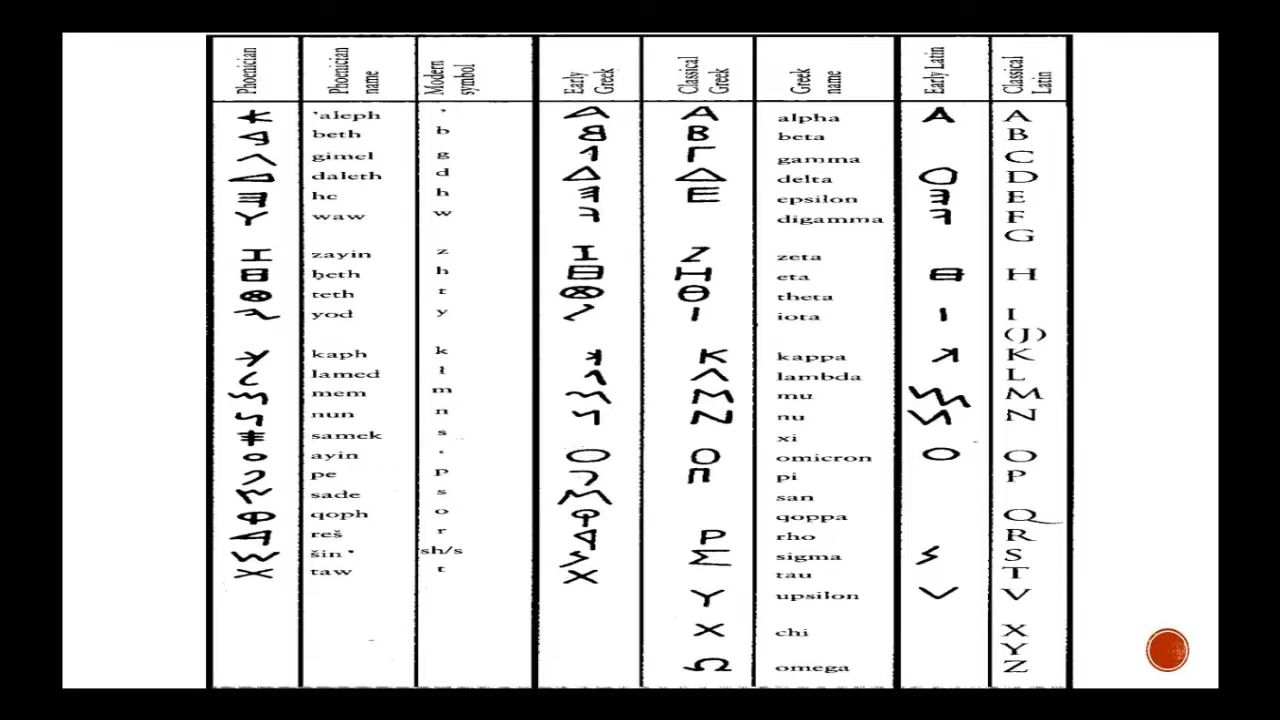 Phoenician Phoenician name Modern symbol Early Greek Classical Greek Greek name Early Latin Classical Latin
𐤀 'aleph ' Α Α alpha A A
𐤁 beth b Β Β beta B
𐤂 gimel g Γ Γ gamma C
𐤃 daleth d Δ Δ delta D D
𐤄 he h Ε Ε epsilon E E
𐤅 waw w Ϝ digamma F F
G
𐤆 zayin z Ζ Ζ zeta
𐤇 ḥeth h Η Η eta H H
𐤈 teth t Θ Θ theta
𐤉 yod y Ι Ι iota I I
(J)
𐤊 kaph k Κ Κ kappa K K
𐤋 lamed l Λ Λ lambda L
𐤌 mem m Μ Μ mu M M
𐤍 nun n Ν Ν nu N N
𐤎 samek s xi
𐤏 ayin ' Ο Ο omicron O O
𐤐 pe p Π Π pi P
𐤑 sade s Ϻ san
𐤒 qoph o Ϙ qoppa Q
𐤓 reš r Ρ Ρ rho R
𐤔 šin' sh/s Σ Σ sigma S S
𐤕 taw t Τ tau T
Υ upsilon V V
Χ chi X
Y
Ω omega Z